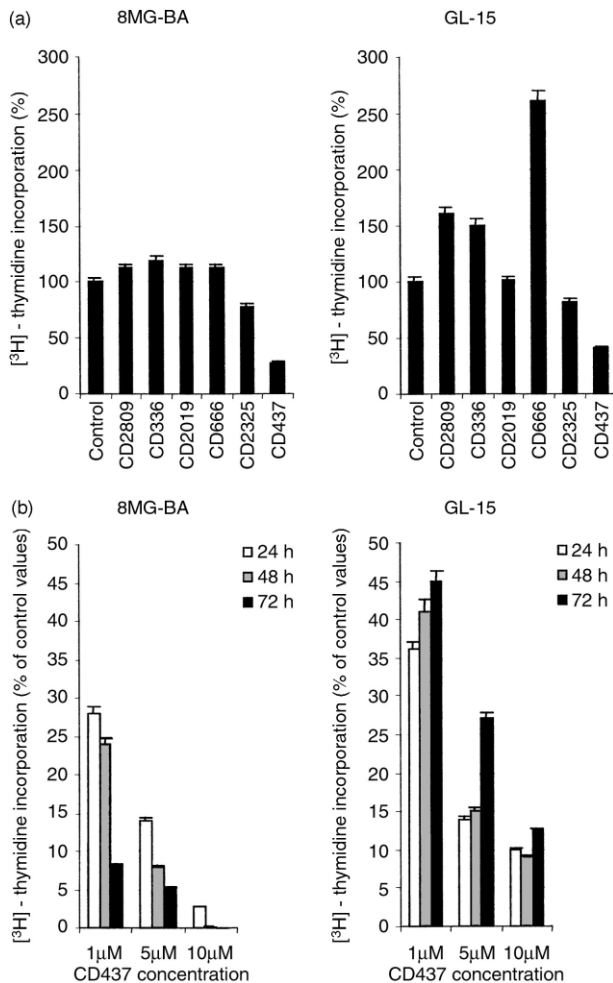 (a)
8MG-BA
[³H] - thymidine incorporation (%)
300
250
200
150
100
50
0
Control
CD2809
CD336
CD2019
CD666
CD2325
CD437
GL-15
[³H] - thymidine incorporation (%)
300
250
200
150
100
50
0
Control
CD2809
CD336
CD2019
CD666
CD2325
CD437
(b)
8MG-BA
[³H] - thymidine incorporation (% of control values)
50
45
40
35
30
25
20
15
10
5
0
24 h
48 h
72 h
1μM 5μM 10μM
CD437 concentration
GL-15
[³H] - thymidine incorporation (% of control values)
50
45
40
35
30
25
20
15
10
5
0
24 h
48 h
72 h
1μM 5μM 10μM
CD437 concentration